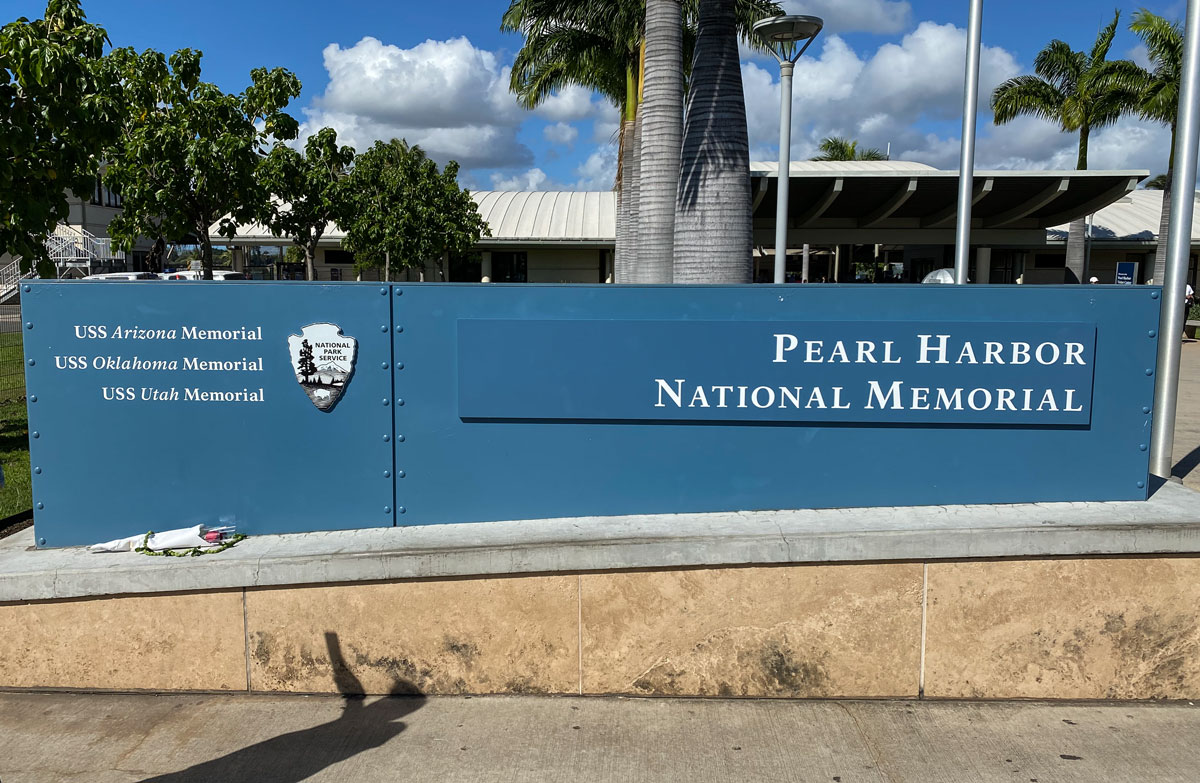 USS Arizona Memorial
USS Oklahoma Memorial
USS Utah Memorial
NATIONAL
PARK
SERVICE
PEARL HARBOR
NATIONAL MEMORIAL